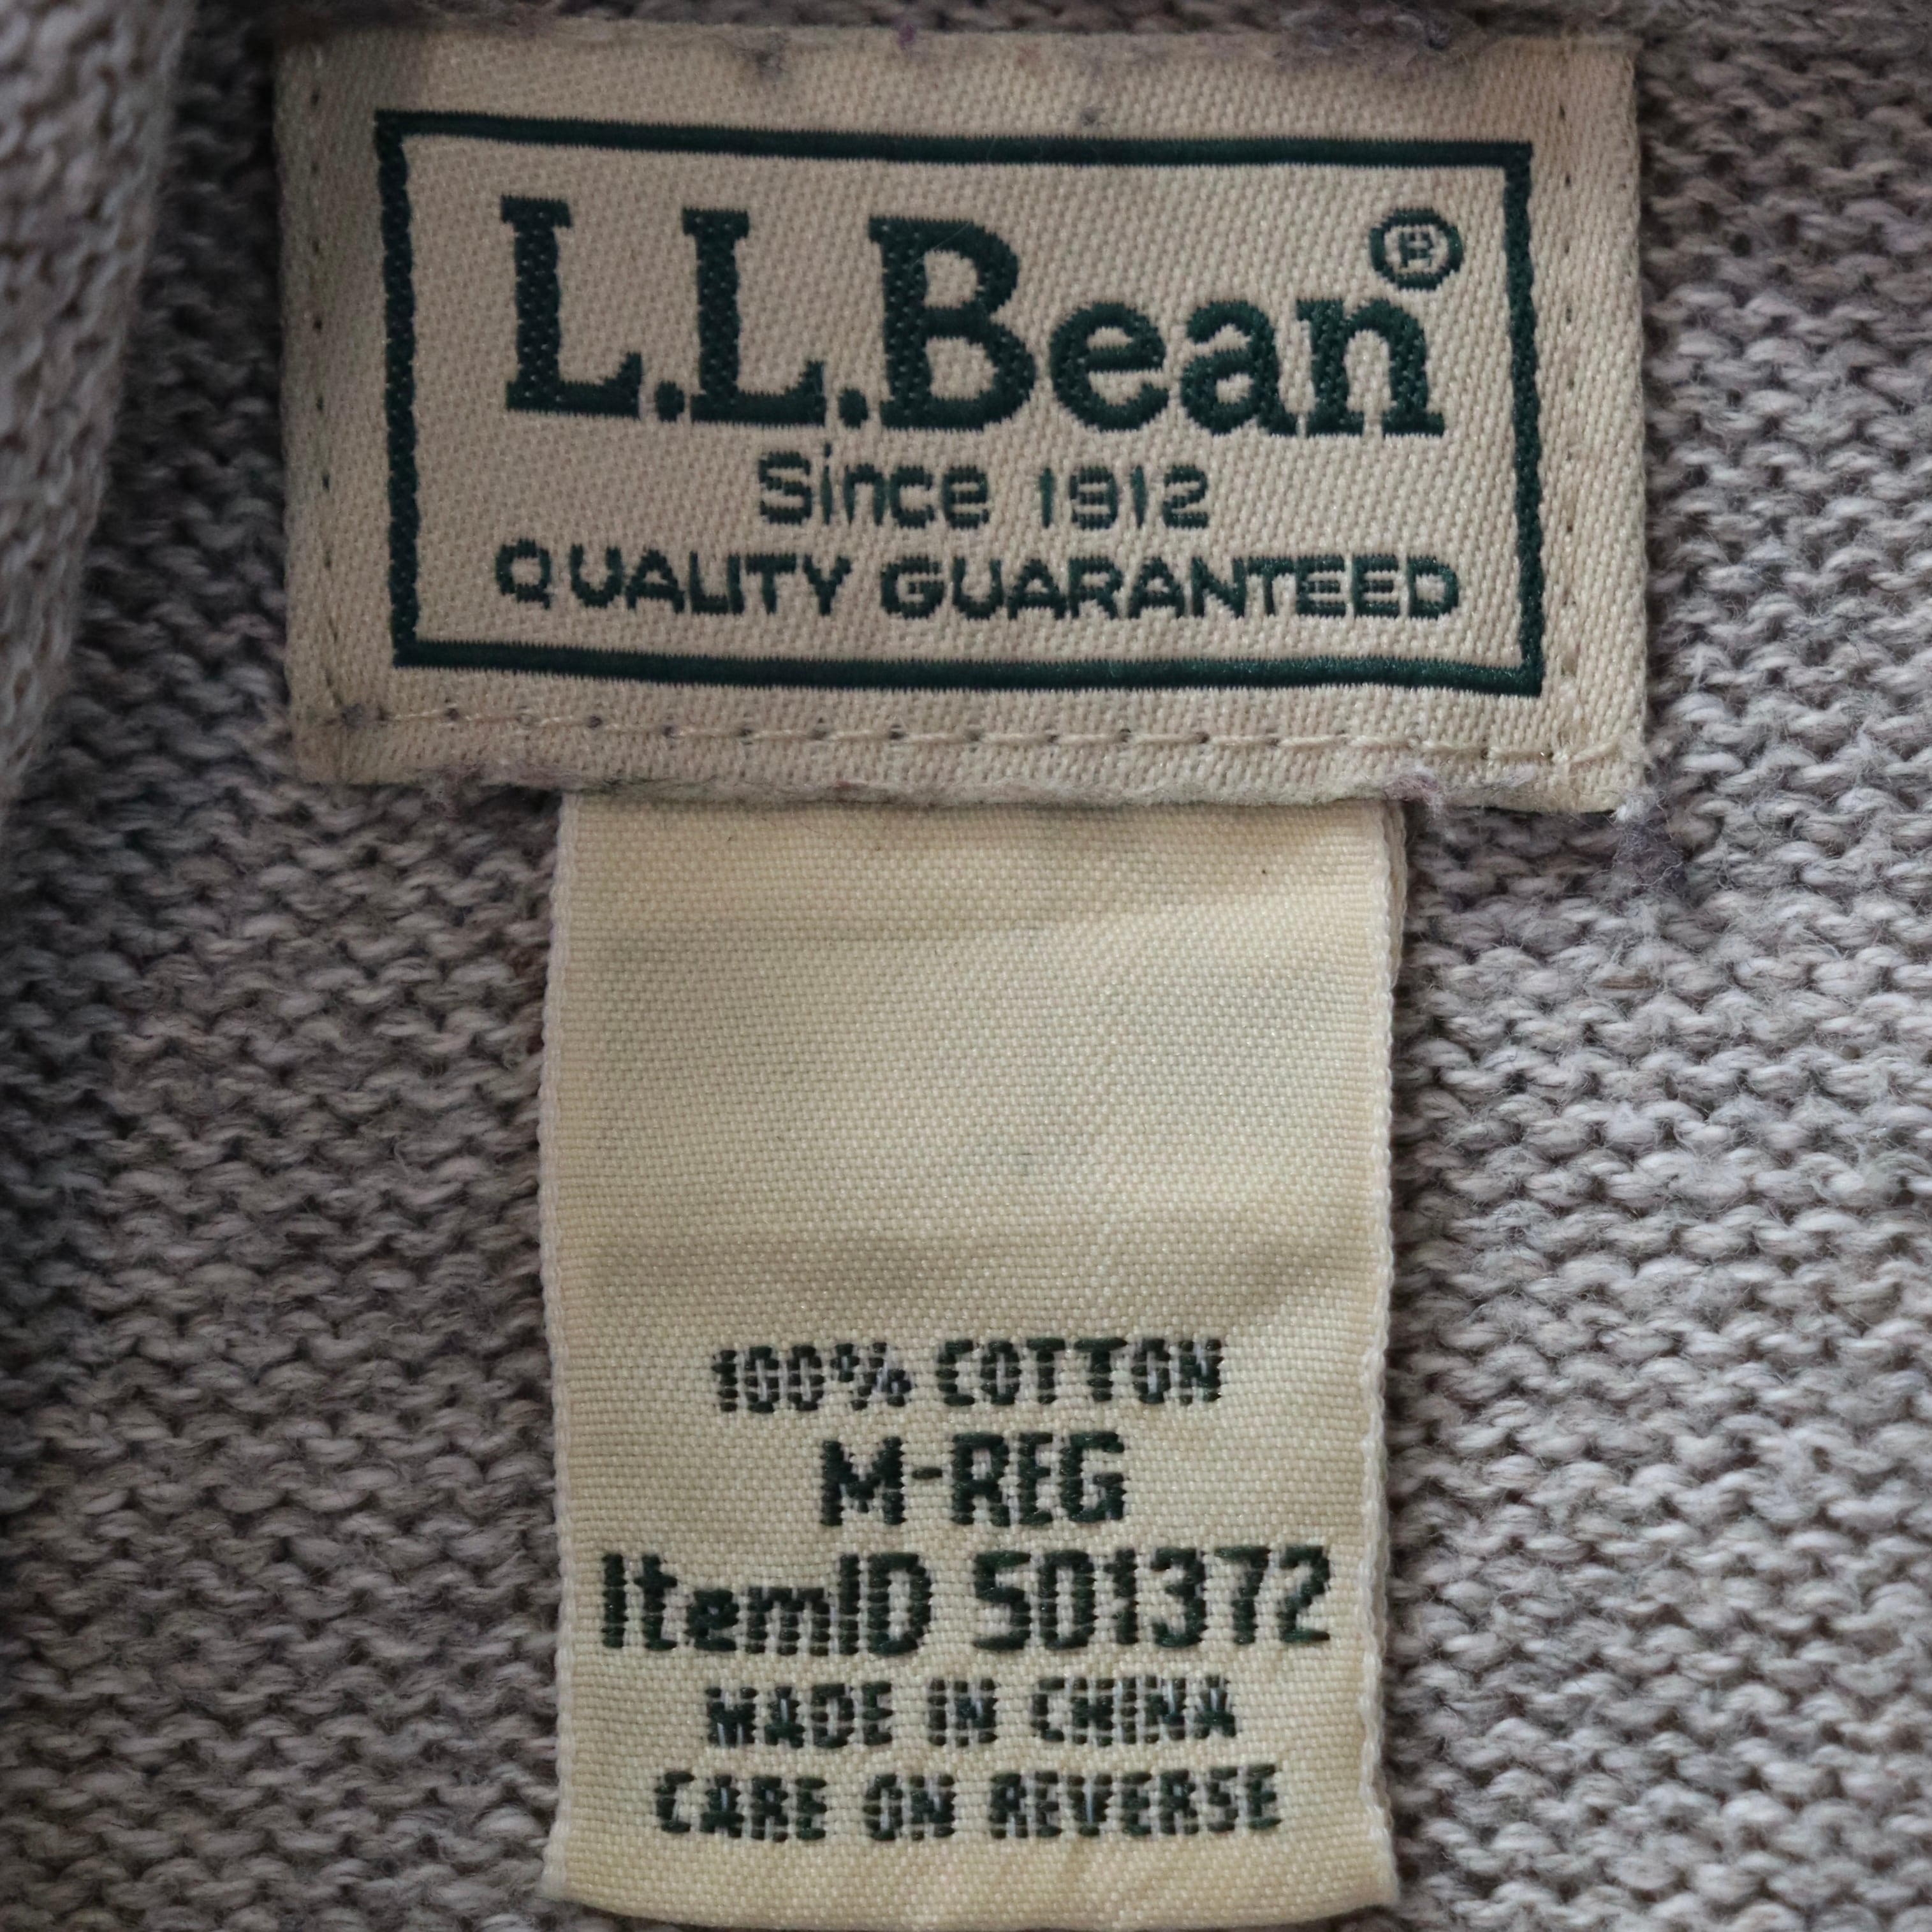 L.L.Bean®
Since 1912
QUALITY GUARANTEED
100% COTTON
M-REG
ItemID 501372
MADE IN CHINA
CARE ON REVERSE